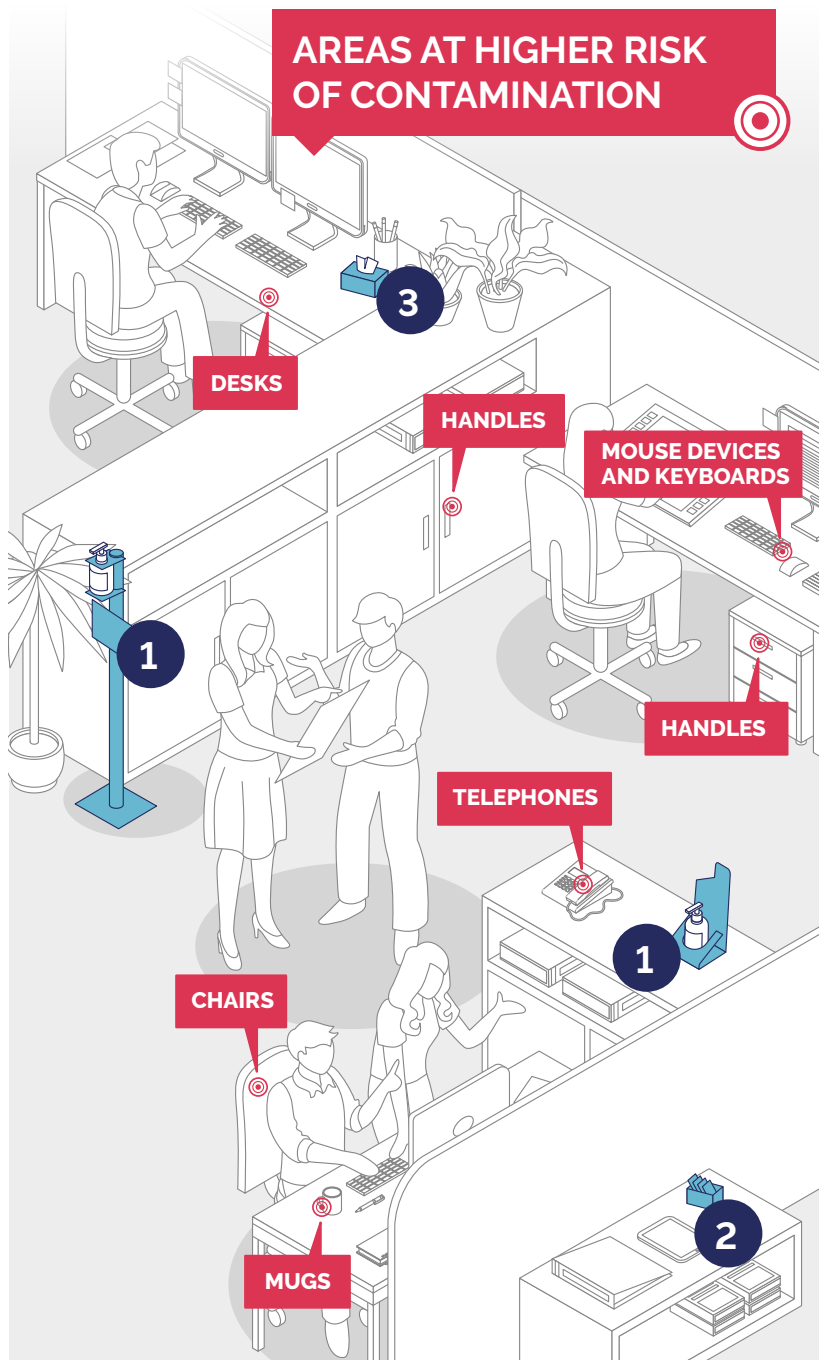 AREAS AT HIGHER RISK
OF CONTAMINATION
3
DESKS
HANDLES
MOUSE DEVICES
AND KEYBOARDS
1
HANDLES
TELEPHONES
1
CHAIRS
2
MUGS